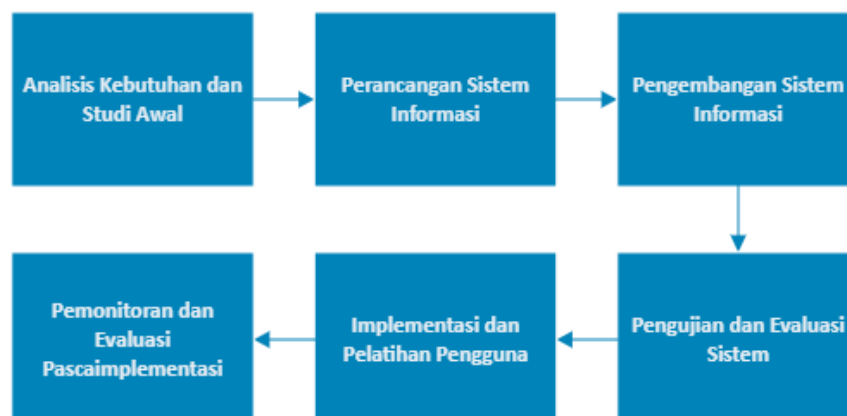 Analisis Kebutuhan dan
Studi Awal
Perancangan Sistem
Informasi
Pengembangan Sistem
Informasi
Pengujian dan Evaluasi
Sistem
Implementasi dan
Pelatihan Pengguna
Pemonitoran dan
Evaluasi
Pascaimplementasi